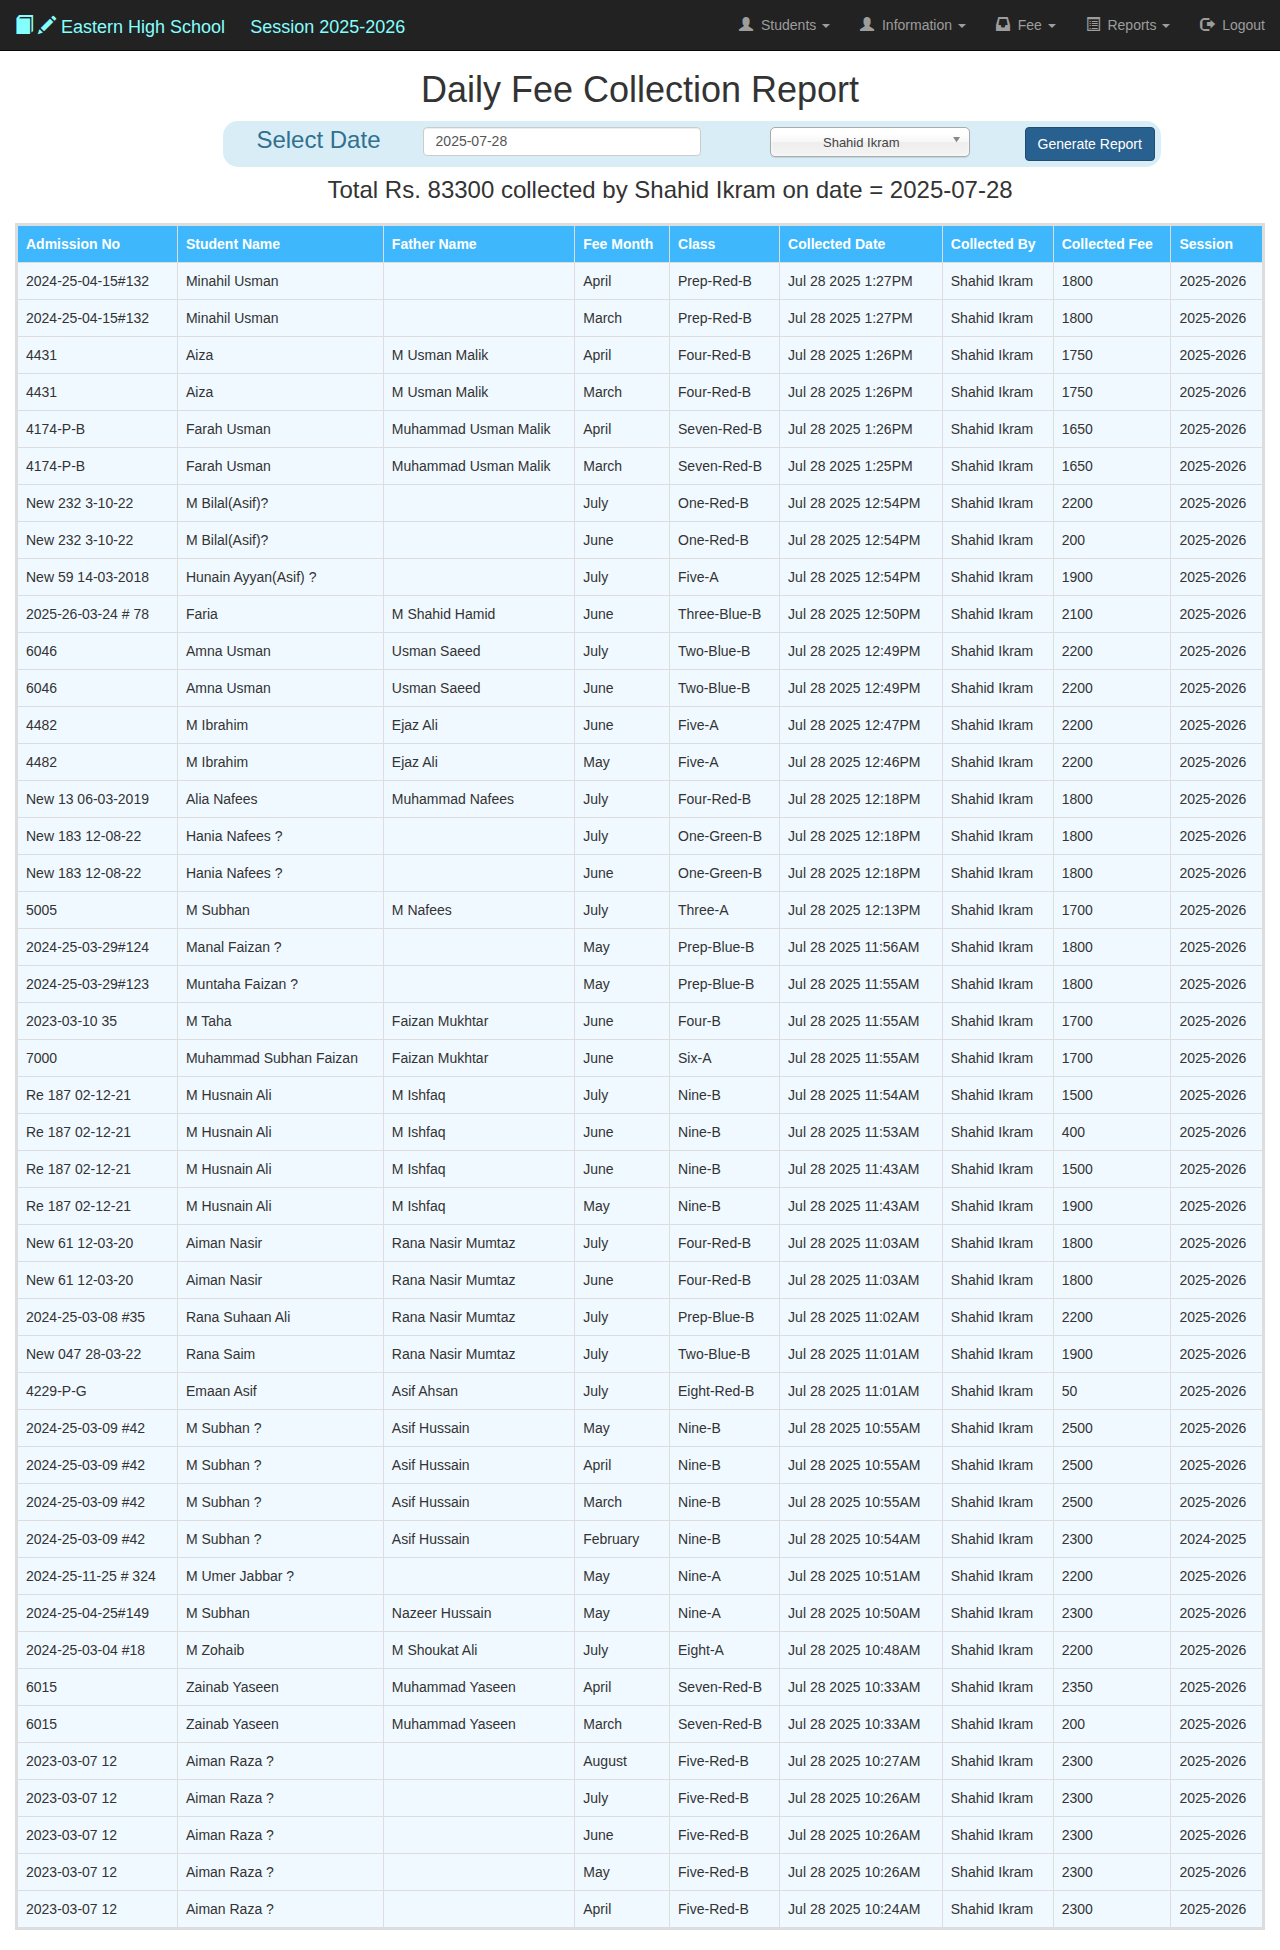 Eastern High School Session 2025-2026 Students Information Fee Reports Logout
Daily Fee Collection Report
Select Date 2025-07-28 Shahid Ikram Generate Report
Total Rs. 83300 collected by Shahid Ikram on date = 2025-07-28
Admission No Student Name Father Name Fee Month Class Collected Date Collected By Collected Fee Session
2024-25-04-15#132 Minahil Usman April Prep-Red-B Jul 28 2025 1:27PM Shahid Ikram 1800 2025-2026
2024-25-04-15#132 Minahil Usman March Prep-Red-B Jul 28 2025 1:27PM Shahid Ikram 1800 2025-2026
4431 Aiza M Usman Malik April Four-Red-B Jul 28 2025 1:26PM Shahid Ikram 1750 2025-2026
4431 Aiza M Usman Malik March Four-Red-B Jul 28 2025 1:26PM Shahid Ikram 1750 2025-2026
4174-P-B Farah Usman Muhammad Usman Malik April Seven-Red-B Jul 28 2025 1:26PM Shahid Ikram 1650 2025-2026
4174-P-B Farah Usman Muhammad Usman Malik March Seven-Red-B Jul 28 2025 1:25PM Shahid Ikram 1650 2025-2026
New 232 3-10-22 M Bilal(Asif)? July One-Red-B Jul 28 2025 12:54PM Shahid Ikram 2200 2025-2026
New 232 3-10-22 M Bilal(Asif)? June One-Red-B Jul 28 2025 12:54PM Shahid Ikram 200 2025-2026
New 59 14-03-2018 Hunain Ayyan(Asif) ? July Five-A Jul 28 2025 12:54PM Shahid Ikram 1900 2025-2026
2025-26-03-24 # 78 Faria M Shahid Hamid June Three-Blue-B Jul 28 2025 12:50PM Shahid Ikram 2100 2025-2026
6046 Amna Usman Usman Saeed July Two-Blue-B Jul 28 2025 12:49PM Shahid Ikram 2200 2025-2026
6046 Amna Usman Usman Saeed June Two-Blue-B Jul 28 2025 12:49PM Shahid Ikram 2200 2025-2026
4482 M Ibrahim Ejaz Ali June Five-A Jul 28 2025 12:47PM Shahid Ikram 2200 2025-2026
4482 M Ibrahim Ejaz Ali May Five-A Jul 28 2025 12:46PM Shahid Ikram 2200 2025-2026
New 13 06-03-2019 Alia Nafees Muhammad Nafees July Four-Red-B Jul 28 2025 12:18PM Shahid Ikram 1800 2025-2026
New 183 12-08-22 Hania Nafees ? July One-Green-B Jul 28 2025 12:18PM Shahid Ikram 1800 2025-2026
New 183 12-08-22 Hania Nafees ? June One-Green-B Jul 28 2025 12:18PM Shahid Ikram 1800 2025-2026
5005 M Subhan M Nafees July Three-A Jul 28 2025 12:13PM Shahid Ikram 1700 2025-2026
2024-25-03-29#124 Manal Faizan ? May Prep-Blue-B Jul 28 2025 11:56AM Shahid Ikram 1800 2025-2026
2024-25-03-29#123 Muntaha Faizan ? May Prep-Blue-B Jul 28 2025 11:55AM Shahid Ikram 1800 2025-2026
2023-03-10 35 M Taha Faizan Mukhtar June Four-B Jul 28 2025 11:55AM Shahid Ikram 1700 2025-2026
7000 Muhammad Subhan Faizan Faizan Mukhtar June Six-A Jul 28 2025 11:55AM Shahid Ikram 1700 2025-2026
Re 187 02-12-21 M Husnain Ali M Ishfaq July Nine-B Jul 28 2025 11:54AM Shahid Ikram 1500 2025-2026
Re 187 02-12-21 M Husnain Ali M Ishfaq June Nine-B Jul 28 2025 11:53AM Shahid Ikram 400 2025-2026
Re 187 02-12-21 M Husnain Ali M Ishfaq June Nine-B Jul 28 2025 11:43AM Shahid Ikram 1500 2025-2026
Re 187 02-12-21 M Husnain Ali M Ishfaq May Nine-B Jul 28 2025 11:43AM Shahid Ikram 1900 2025-2026
New 61 12-03-20 Aiman Nasir Rana Nasir Mumtaz July Four-Red-B Jul 28 2025 11:03AM Shahid Ikram 1800 2025-2026
New 61 12-03-20 Aiman Nasir Rana Nasir Mumtaz June Four-Red-B Jul 28 2025 11:03AM Shahid Ikram 1800 2025-2026
2024-25-03-08 #35 Rana Suhaan Ali Rana Nasir Mumtaz July Prep-Blue-B Jul 28 2025 11:02AM Shahid Ikram 2200 2025-2026
New 047 28-03-22 Rana Saim Rana Nasir Mumtaz July Two-Blue-B Jul 28 2025 11:01AM Shahid Ikram 1900 2025-2026
4229-P-G Emaan Asif Asif Ahsan July Eight-Red-B Jul 28 2025 11:01AM Shahid Ikram 50 2025-2026
2024-25-03-09 #42 M Subhan ? Asif Hussain May Nine-B Jul 28 2025 10:55AM Shahid Ikram 2500 2025-2026
2024-25-03-09 #42 M Subhan ? Asif Hussain April Nine-B Jul 28 2025 10:55AM Shahid Ikram 2500 2025-2026
2024-25-03-09 #42 M Subhan ? Asif Hussain March Nine-B Jul 28 2025 10:55AM Shahid Ikram 2500 2025-2026
2024-25-03-09 #42 M Subhan ? Asif Hussain February Nine-B Jul 28 2025 10:54AM Shahid Ikram 2300 2024-2025
2024-25-11-25 # 324 M Umer Jabbar ? May Nine-A Jul 28 2025 10:51AM Shahid Ikram 2200 2025-2026
2024-25-04-25#149 M Subhan Nazeer Hussain May Nine-A Jul 28 2025 10:50AM Shahid Ikram 2300 2025-2026
2024-25-03-04 #18 M Zohaib M Shoukat Ali July Eight-A Jul 28 2025 10:48AM Shahid Ikram 2200 2025-2026
6015 Zainab Yaseen Muhammad Yaseen April Seven-Red-B Jul 28 2025 10:33AM Shahid Ikram 2350 2025-2026
6015 Zainab Yaseen Muhammad Yaseen March Seven-Red-B Jul 28 2025 10:33AM Shahid Ikram 200 2025-2026
2023-03-07 12 Aiman Raza ? August Five-Red-B Jul 28 2025 10:27AM Shahid Ikram 2300 2025-2026
2023-03-07 12 Aiman Raza ? July Five-Red-B Jul 28 2025 10:26AM Shahid Ikram 2300 2025-2026
2023-03-07 12 Aiman Raza ? June Five-Red-B Jul 28 2025 10:26AM Shahid Ikram 2300 2025-2026
2023-03-07 12 Aiman Raza ? May Five-Red-B Jul 28 2025 10:26AM Shahid Ikram 2300 2025-2026
2023-03-07 12 Aiman Raza ? April Five-Red-B Jul 28 2025 10:24AM Shahid Ikram 2300 2025-2026